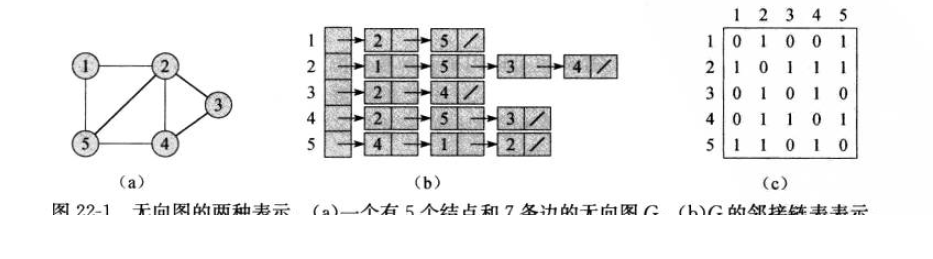 1 2 3 4 5
1 2 5 /
1 0 1 0 0 1
1 2
2 1 5 3 4 /
2 1 0 1 1 1
3
3 2 4 /
3 0 1 0 1 0
5 4
4 2 5 3 /
4 0 1 1 0 1
5 4 1 2 /
5 1 1 0 1 0
(a) (b) (c)
图 22-1 无向图的两种表示。(a)一个有 5 个结点和 7 条边的无向图 G。(b)G 的邻接链表表示